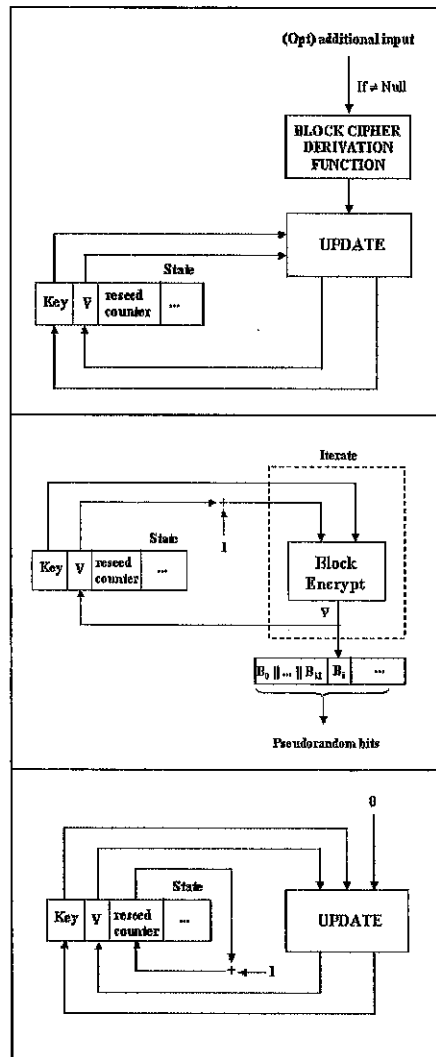 (Opt) additional input
If ≠ Null
BLOCK CIPHER
DERIVATION
FUNCTION
UPDATE
State
Key V reseed counter ...
Iterate
+
1
State
Key V reseed counter ...
Block
Encrypt
V
B0 || ... || Bi-1 Bi ...
Pseudorandom bits
0
State
Key V reseed counter ...
UPDATE
+ 1